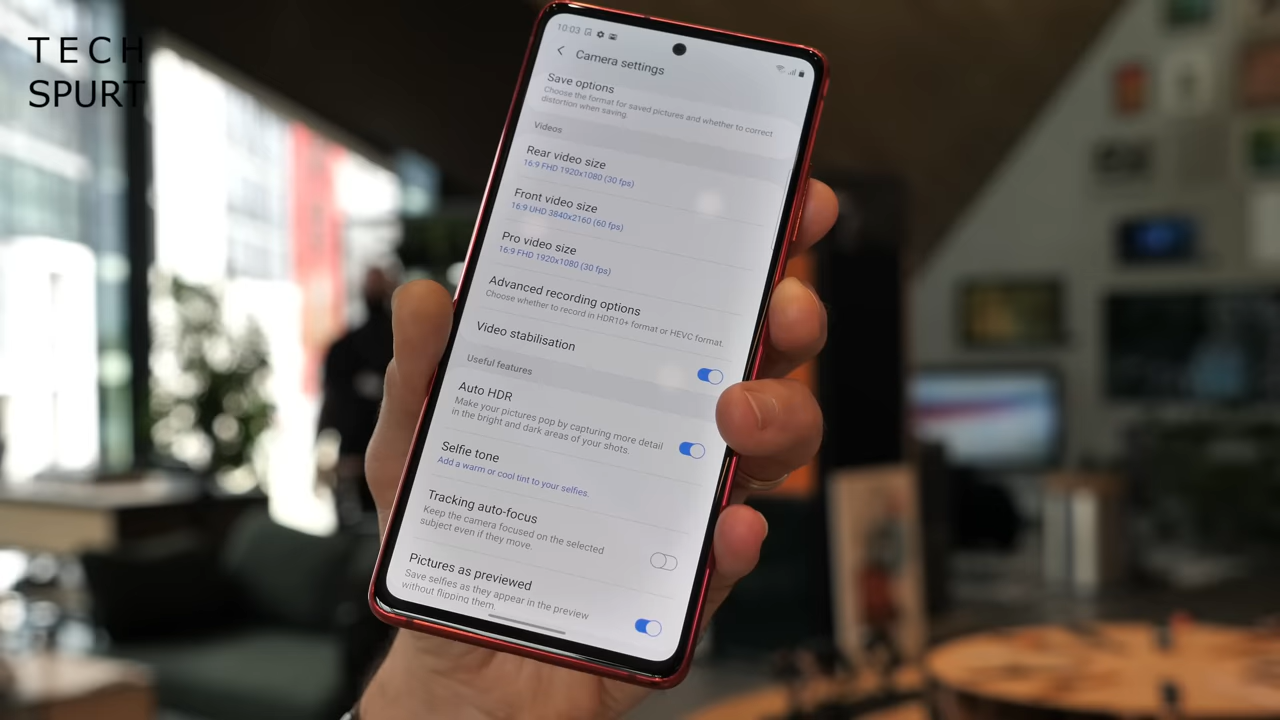 TECH
SPURT
10:03
Camera settings
Save options
Choose the format for saved pictures and whether to correct
distortion when saving.
Videos
Rear video size
16:9 FHD 1920x1080 (30 fps)
Front video size
16:9 UHD 3840x2160 (60 fps)
Pro video size
16:9 FHD 1920x1080 (30 fps)
Advanced recording options
Choose whether to record in HDR10+ format or HEVC format.
Video stabilisation
Useful features
Auto HDR
Make your pictures pop by capturing more detail
in the bright and dark areas of your shots.
Selfie tone
Add a warm or cool tint to your selfies.
Tracking auto-focus
Keep the camera focused on the selected
subject even if they move.
Pictures as previewed
Save selfies as they appear in the preview
without flipping them.